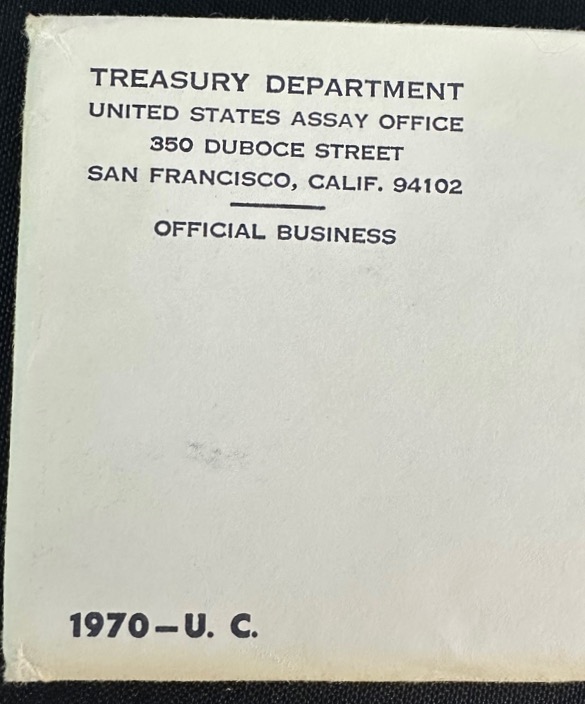 TREASURY DEPARTMENT
UNITED STATES ASSAY OFFICE
350 DUBOCE STREET
SAN FRANCISCO, CALIF. 94102
OFFICIAL BUSINESS
1970—U. C.